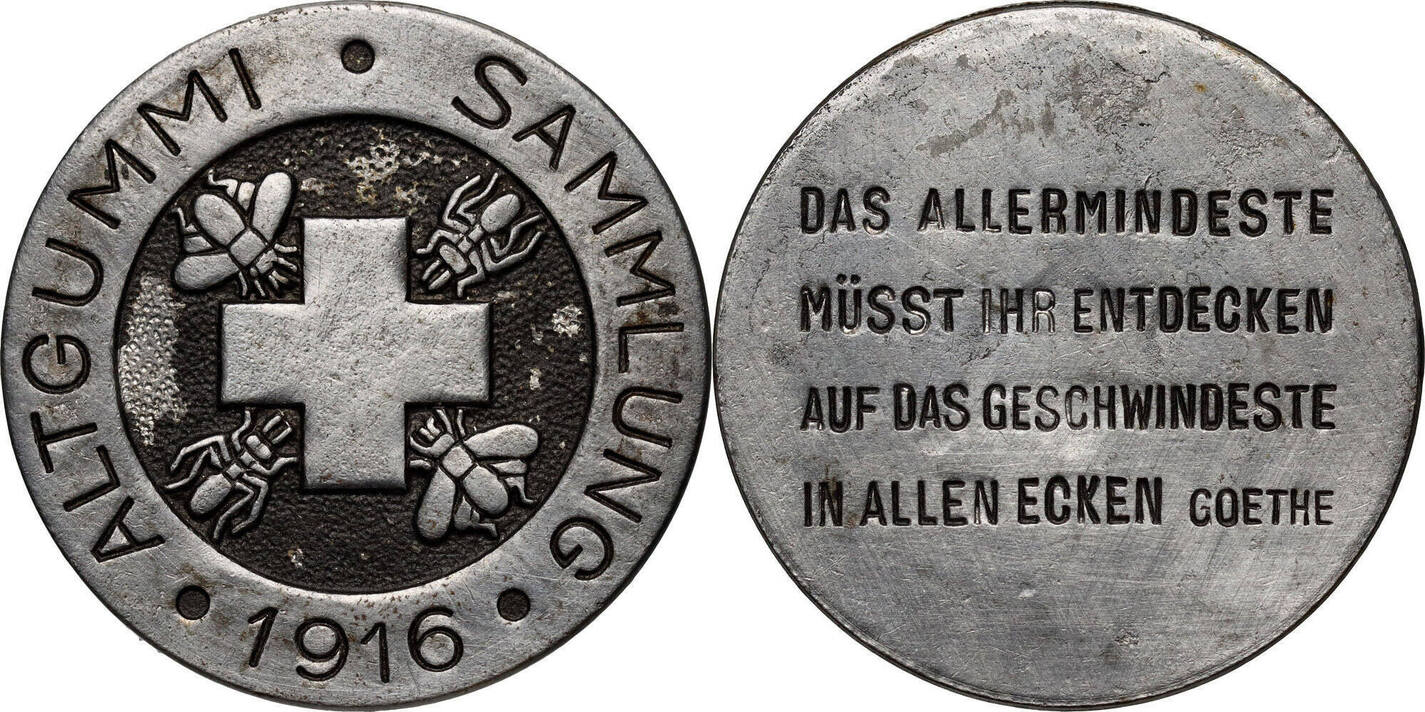 ALTGUMMI • SAMMLUNG • 1916 •
DAS ALLERMINDESTE
MÜSST IHR ENTDECKEN
AUF DAS GESCHWINDESTE
IN ALLEN ECKEN GOETHE